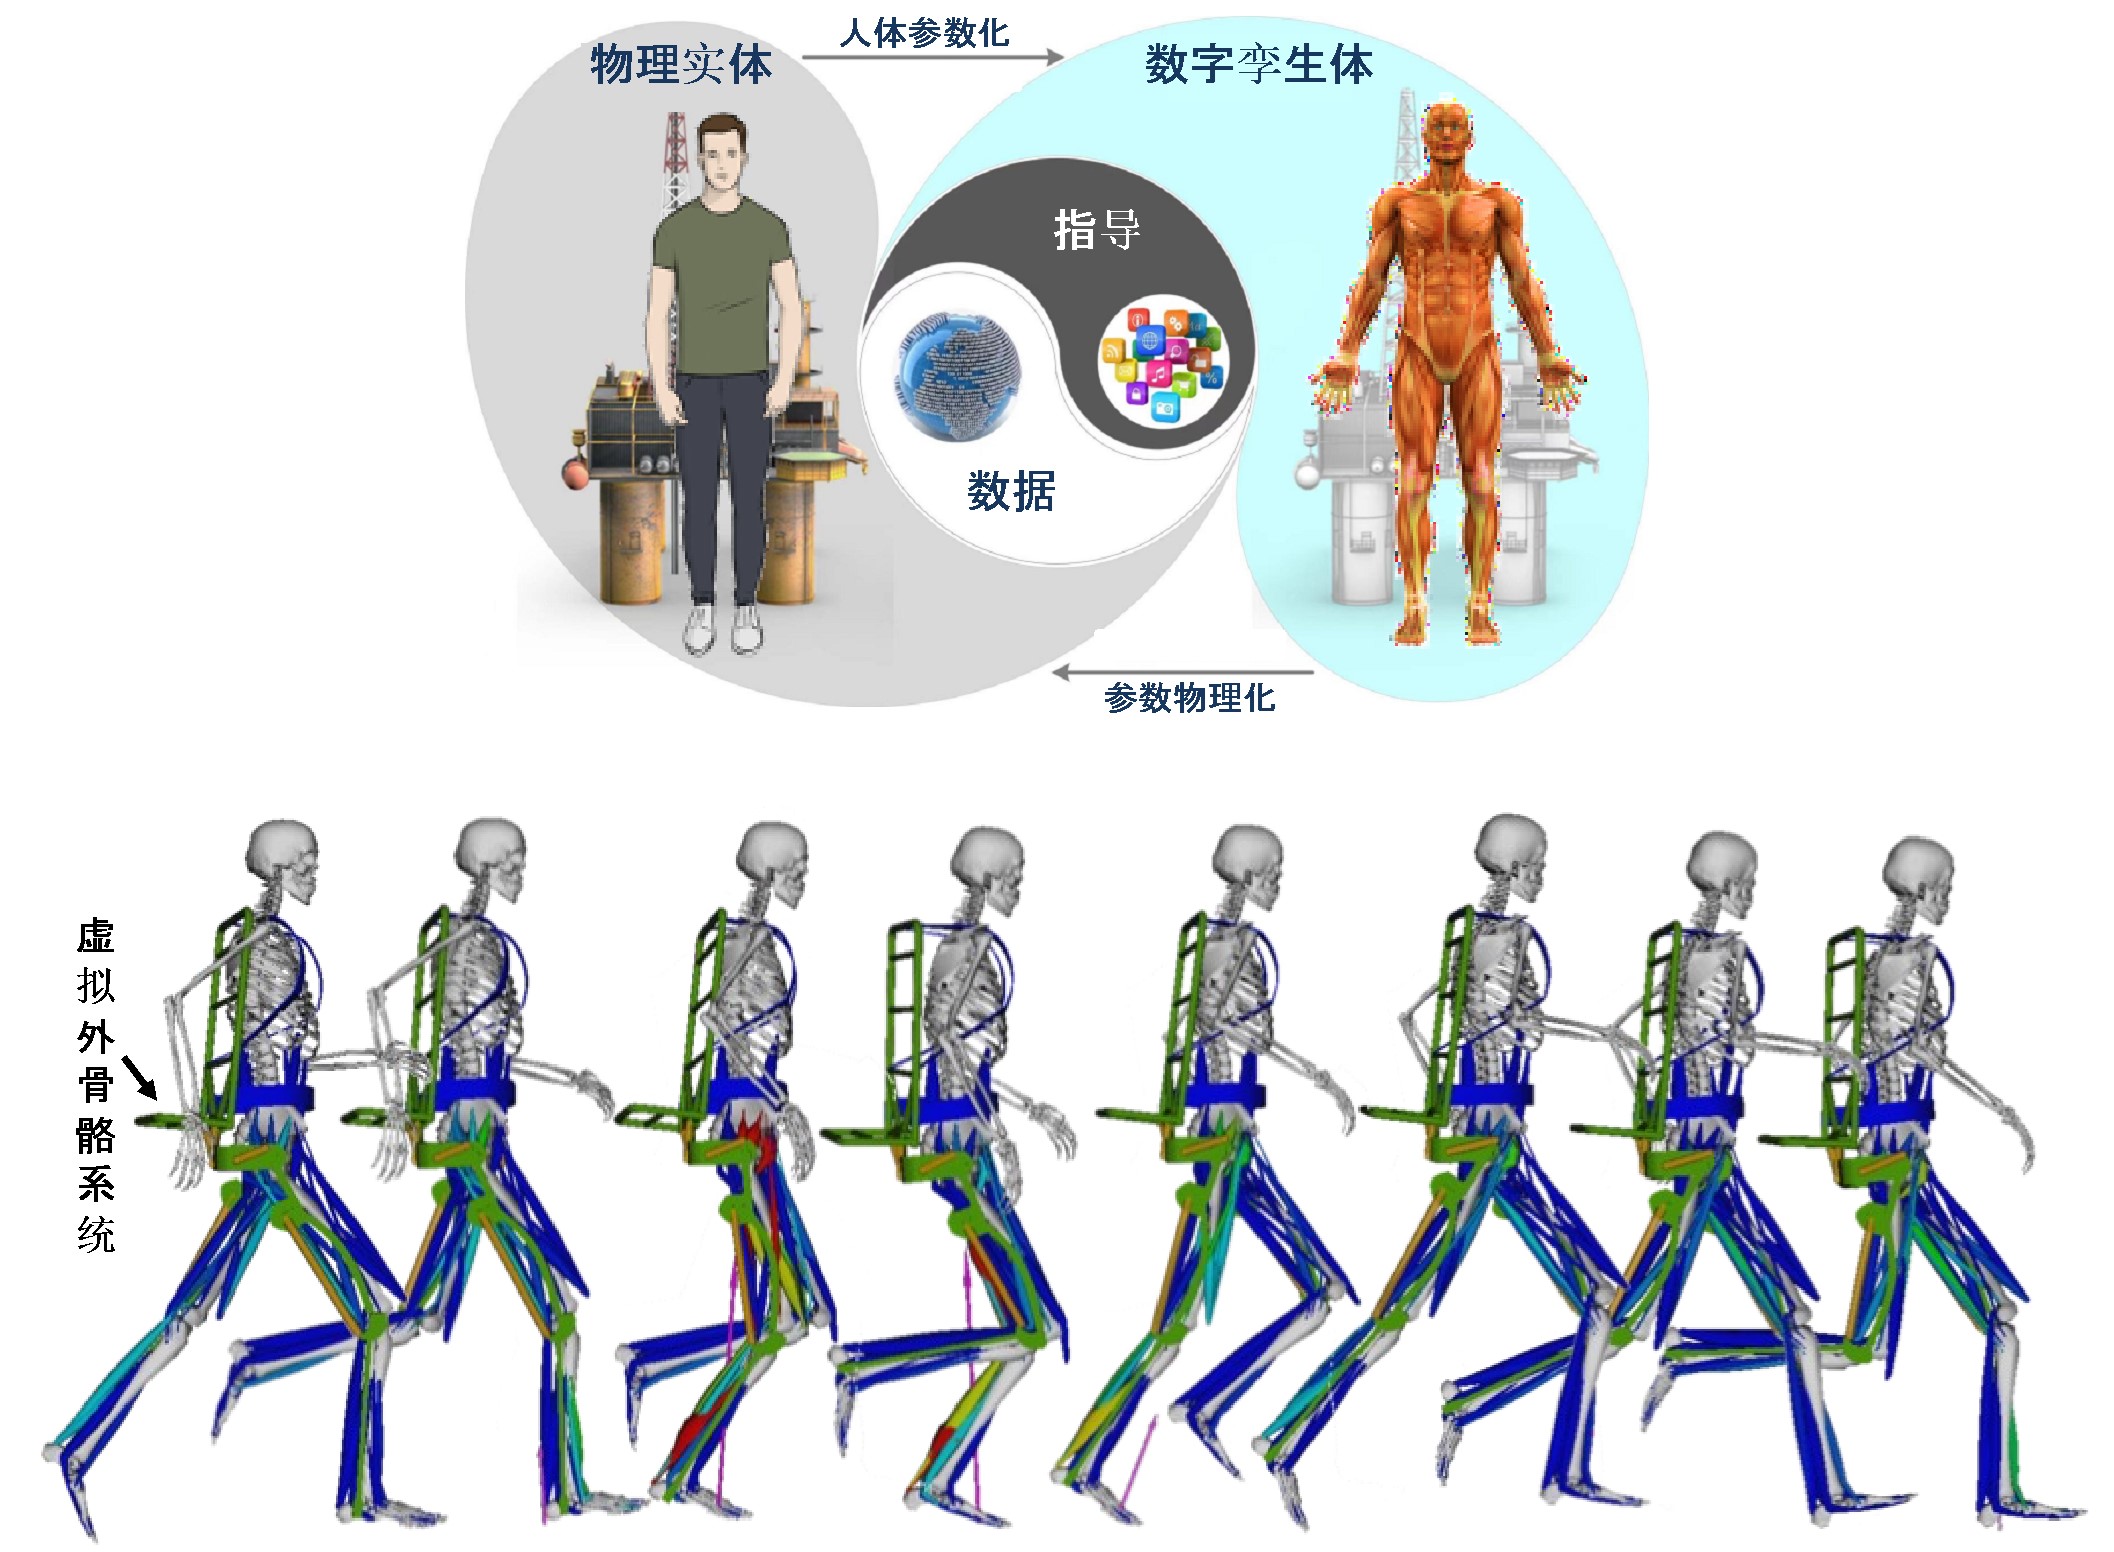 人体参数化
物理实体
数字孪生体
指导
数据
参数物理化
虚拟外骨骼系统